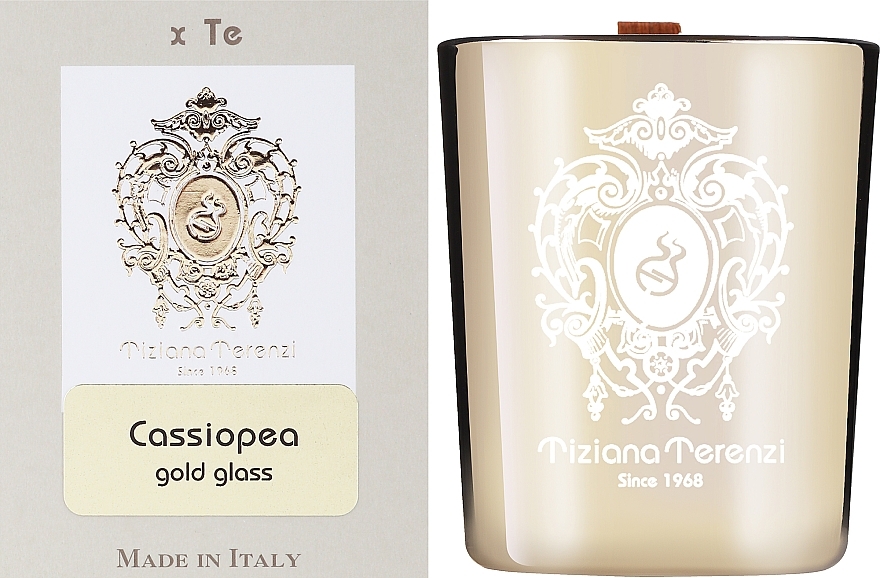 x Te
Tiziana Terenzi
Since 1968
Cassiopea
gold glass
MADE IN ITALY
Tiziana Terenzi
Since 1968